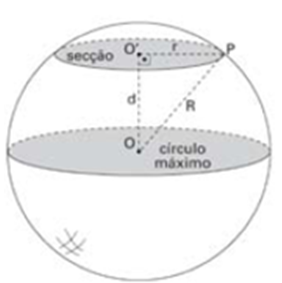 O' r P
secção
d
R
O
círculo
máximo